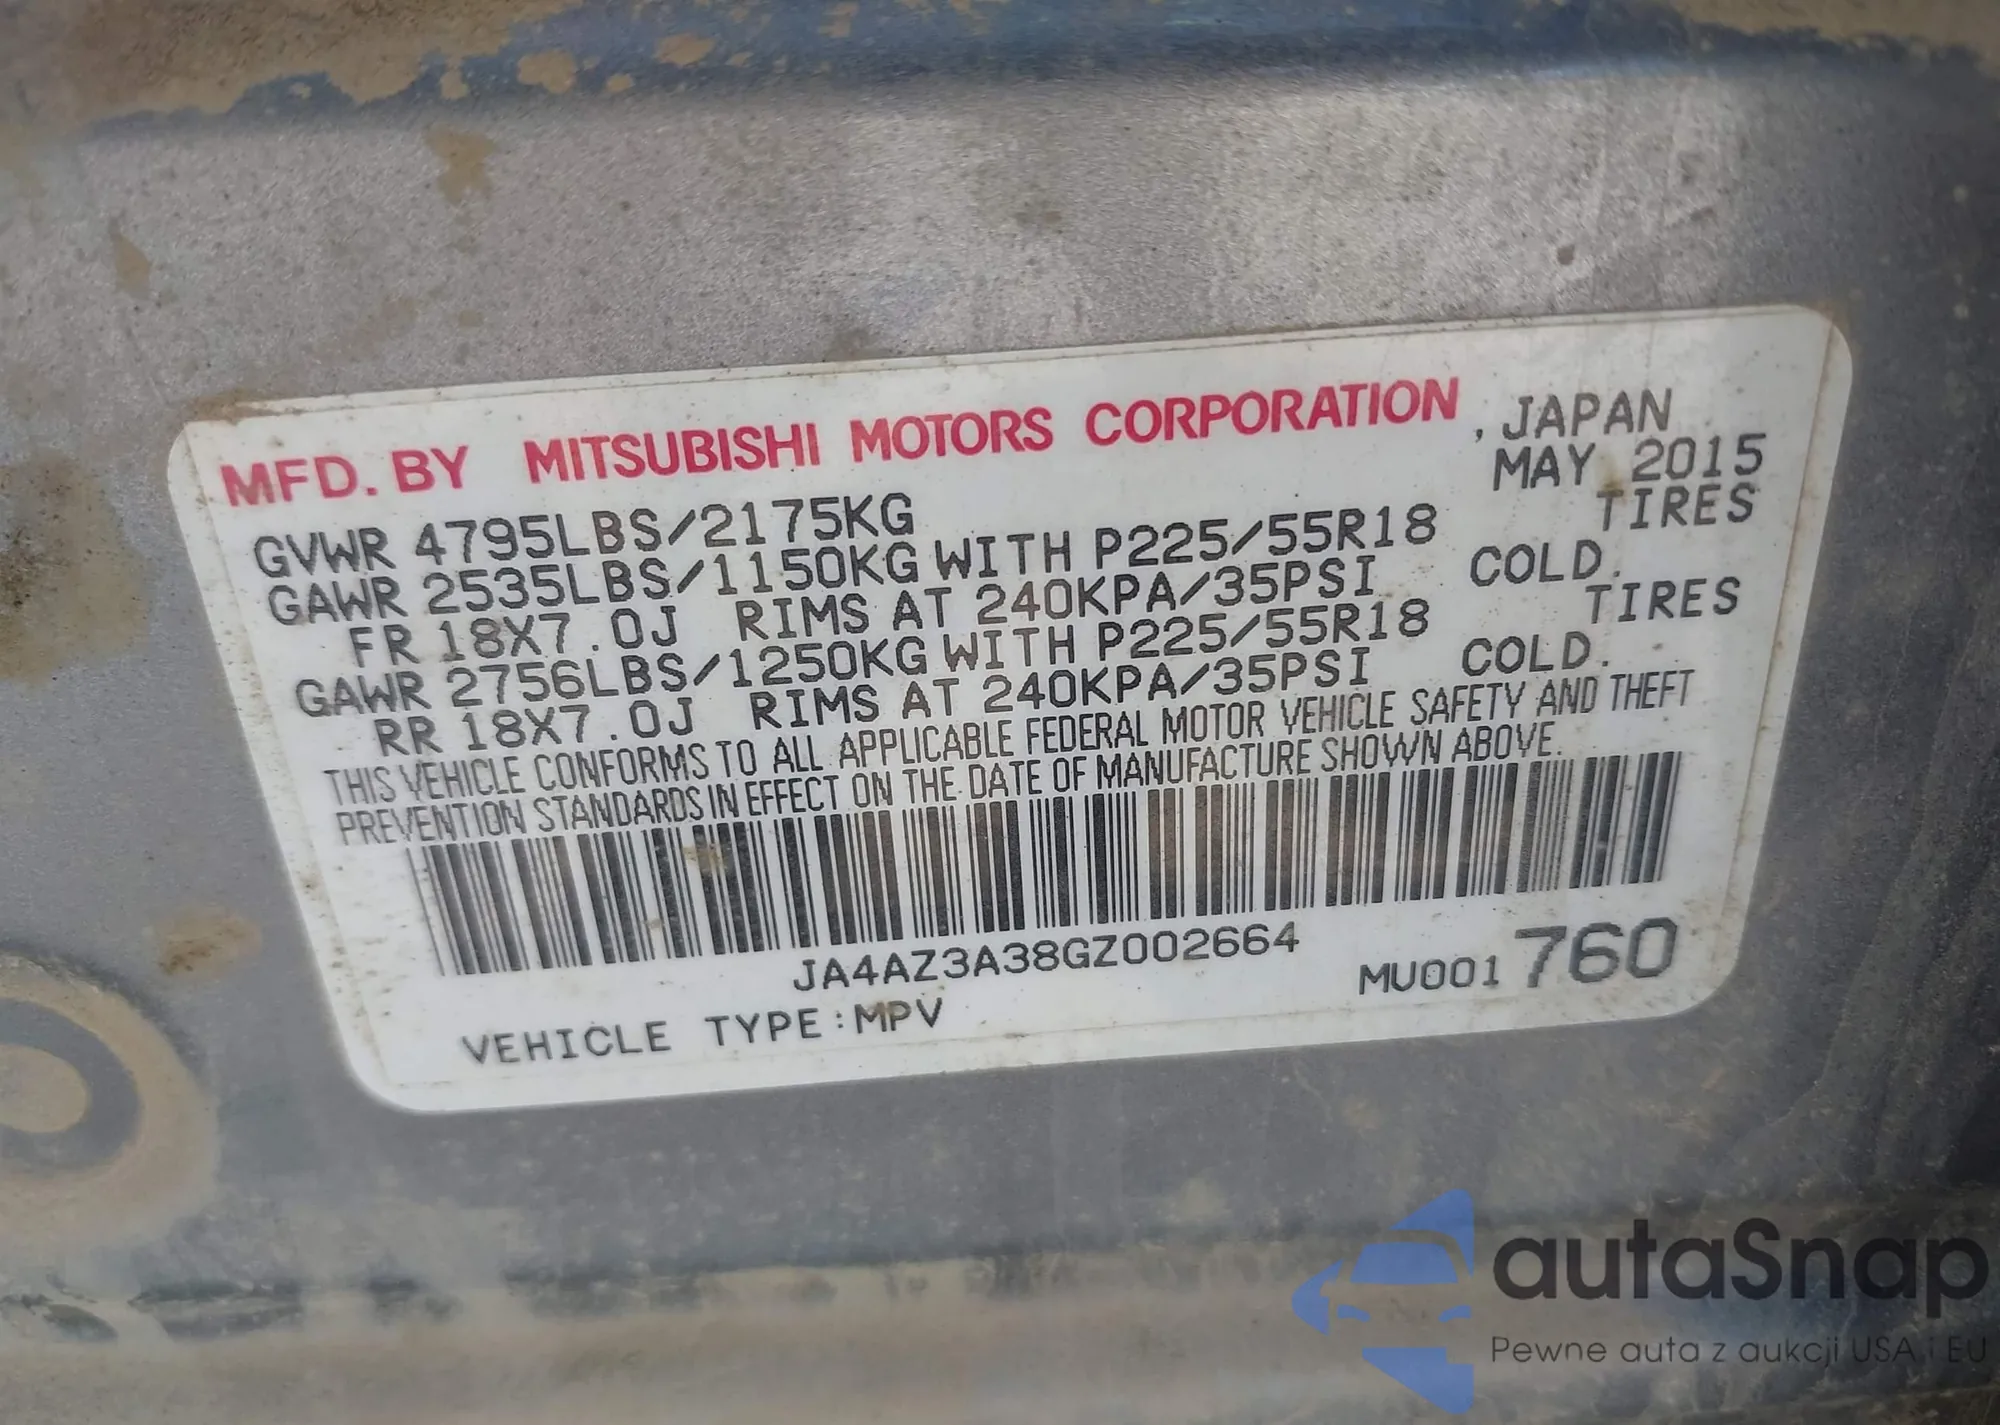 MFD. BY MITSUBISHI MOTORS CORPORATION , JAPAN
MAY 2015
GVWR 4795LBS/2175KG
GAWR 2535LBS/1150KG WITH P225/55R18 TIRES
FR 18X7.0J RIMS AT 240KPA/35PSI COLD.
GAWR 2756LBS/1250KG WITH P225/55R18 TIRES
RR 18X7.0J RIMS AT 240KPA/35PSI COLD.
THIS VEHICLE CONFORMS TO ALL APPLICABLE FEDERAL MOTOR VEHICLE SAFETY AND THEFT
PREVENTION STANDARDS IN EFFECT ON THE DATE OF MANUFACTURE SHOWN ABOVE.
JA4AZ3A38GZ002664
MU001 760
VEHICLE TYPE:MPV
autaSnap
Pewne auta z aukcji USA i EU